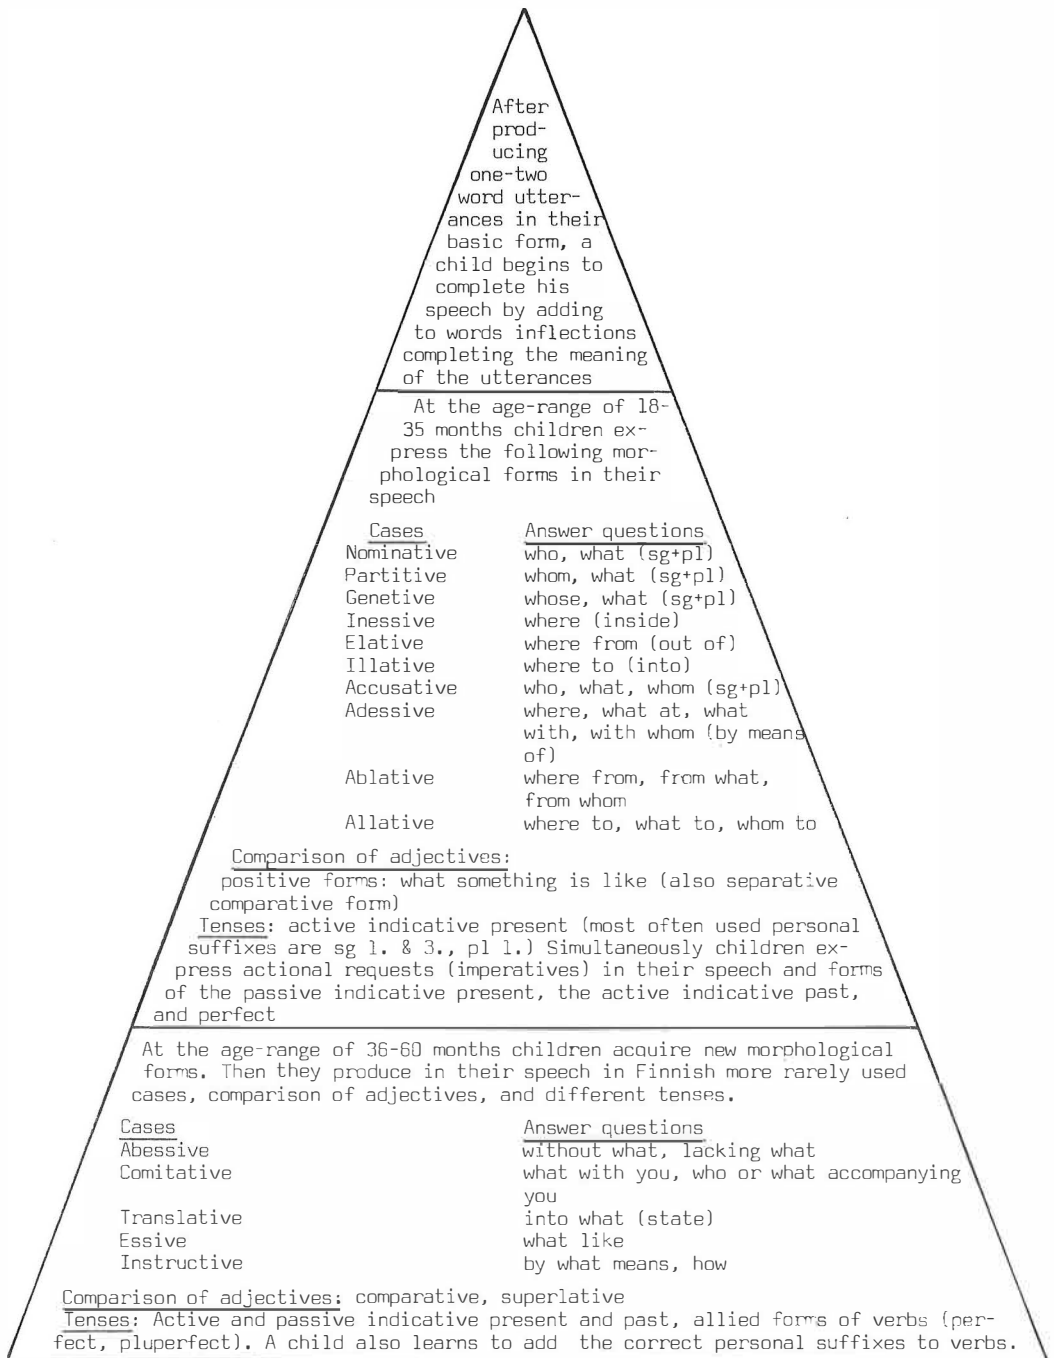 After
prod-
ucing
one-two
word utter-
ances in their
basic form, a
child begins to
complete his
speech by adding
to words inflections
completing the meaning
of the utterances
At the age-range of 18-
35 months children ex-
press the following mor-
phological forms in their
speech
Cases Answer questions
Nominative who, what (sg+pl)
Partitive whom, what (sg+pl)
Genetive whose, what (sg+pl)
Inessive where (inside)
Elative where from (out of)
Illative where to (into)
Accusative who, what, whom (sg+pl)
Adessive where, what at, what
with, with whom (by means
of)
Ablative where from, from what,
from whom
Allative where to, what to, whom to
Comparison of adjectives:
positive forms: what something is like (also separative
comparative form)
Tenses: active indicative present (most often used personal
suffixes are sg 1. & 3., pl 1.) Simultaneously children ex-
press actional requests (imperatives) in their speech and forms
of the passive indicative present, the active indicative past,
and perfect
At the age-range of 36-60 months children acquire new morphological
forms. Then they produce in their speech in Finnish more rarely used
cases, comparison of adjectives, and different tenses.
Cases Answer questions
Abessive without what, lacking what
Comitative what with you, who or what accompanying
you
Translative into what (state)
Essive what like
Instructive by what means, how
Comparison of adjectives: comparative, superlative
Tenses: Active and passive indicative present and past, allied forms of verbs (per-
fect, pluperfect). A child also learns to add the correct personal suffixes to verbs.